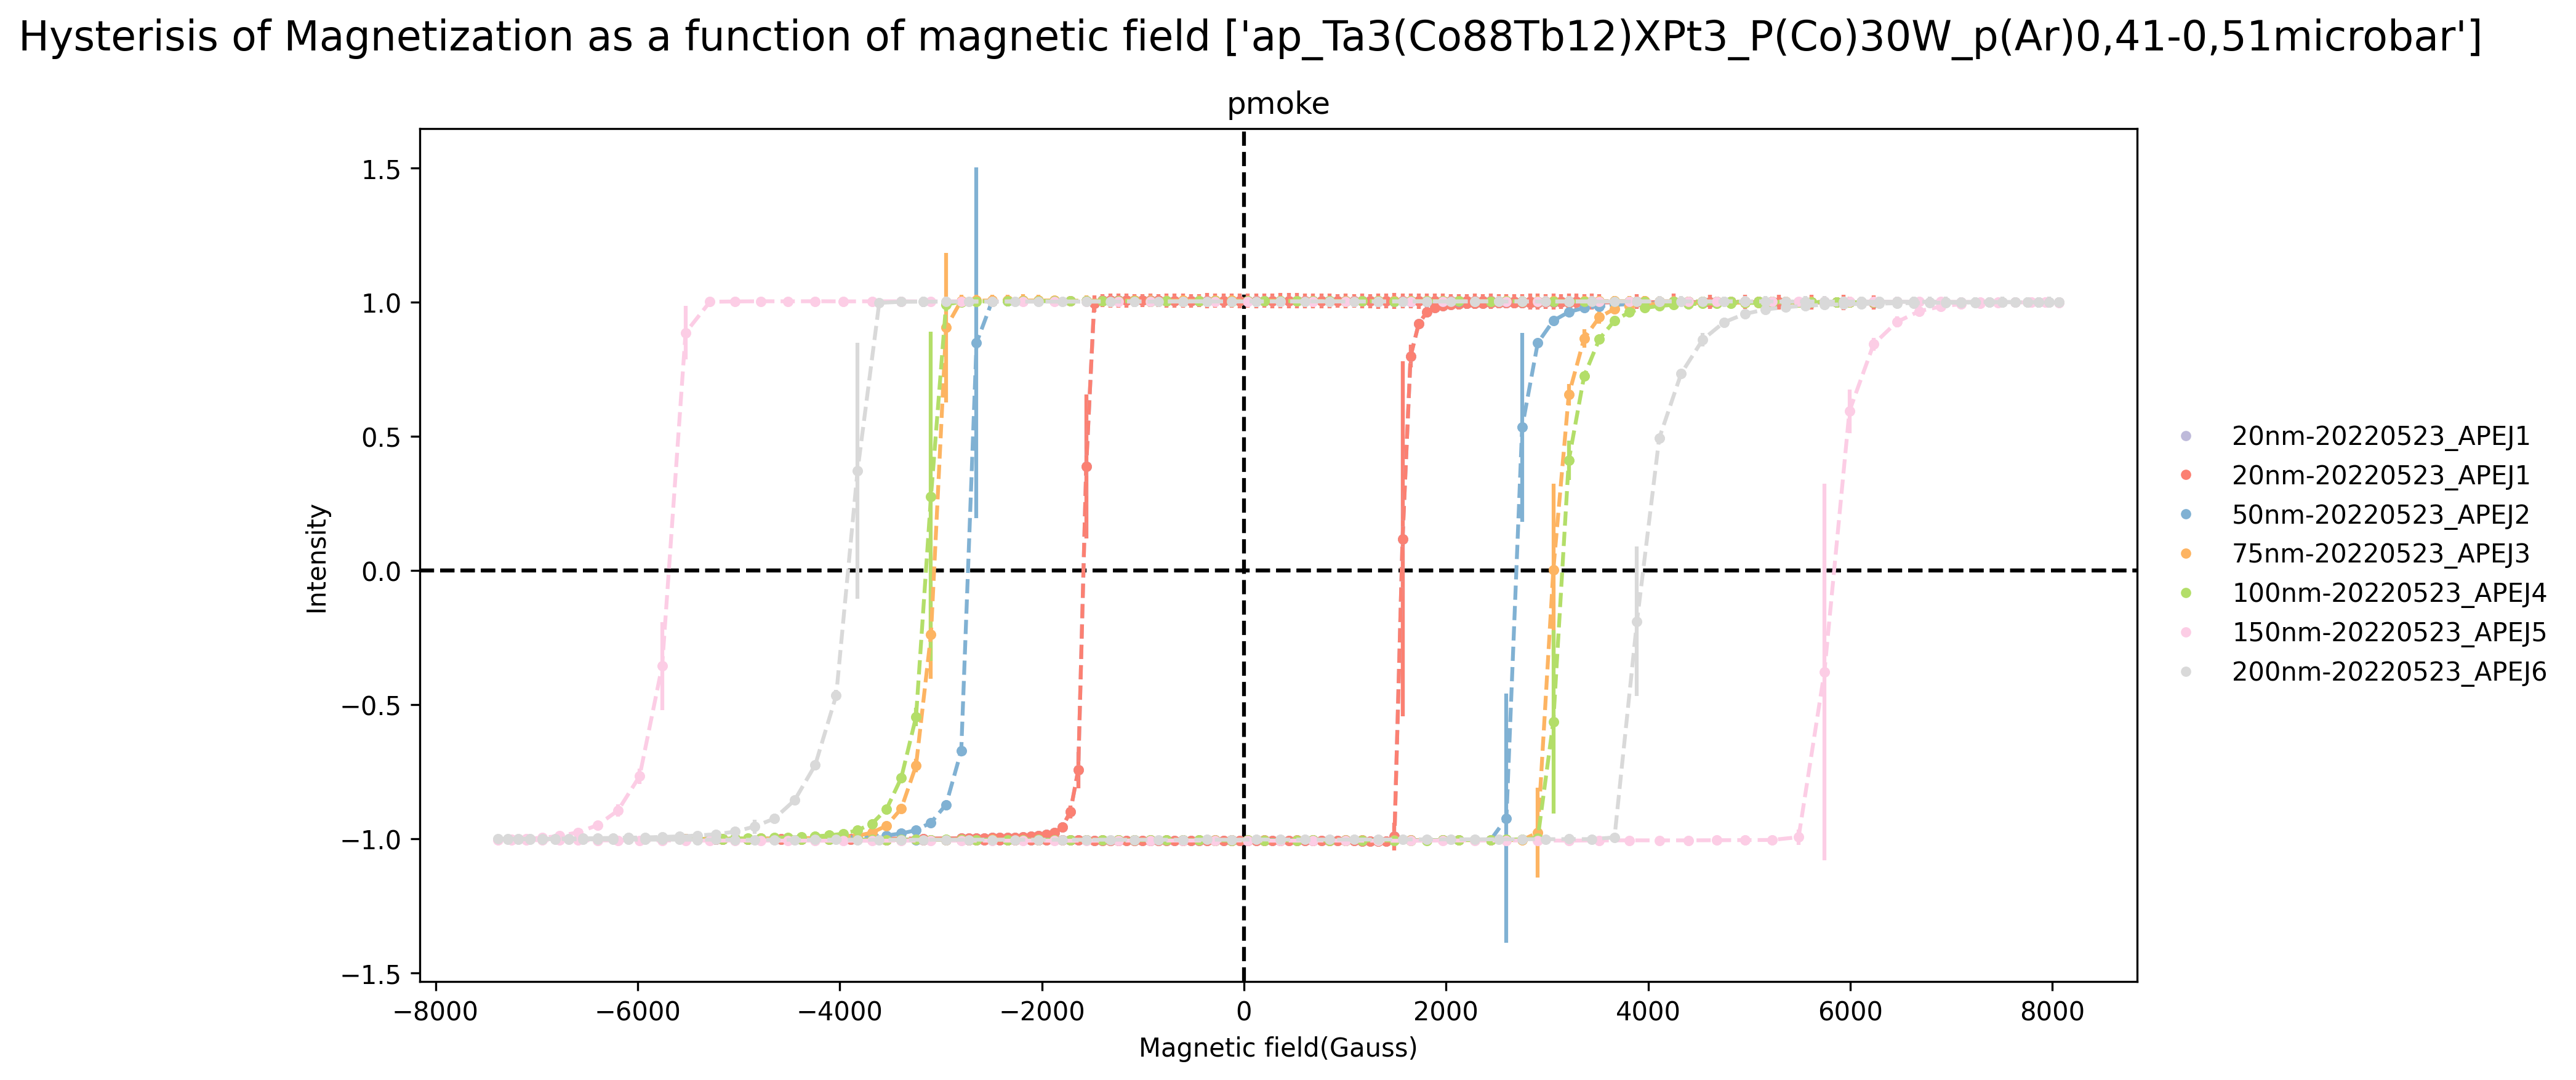 Hysterisis of Magnetization as a function of magnetic field ['ap_Ta3(Co88Tb12)XPt3_P(Co)30W_p(Ar)0,41-0,51microbar']
pmoke
1.5
1.0
0.5
0.0
−0.5
−1.0
−1.5
Intensity
−8000 −6000 −4000 −2000 0 2000 4000 6000 8000
Magnetic field(Gauss)
20nm-20220523_APEJ1
20nm-20220523_APEJ1
50nm-20220523_APEJ2
75nm-20220523_APEJ3
100nm-20220523_APEJ4
150nm-20220523_APEJ5
200nm-20220523_APEJ6